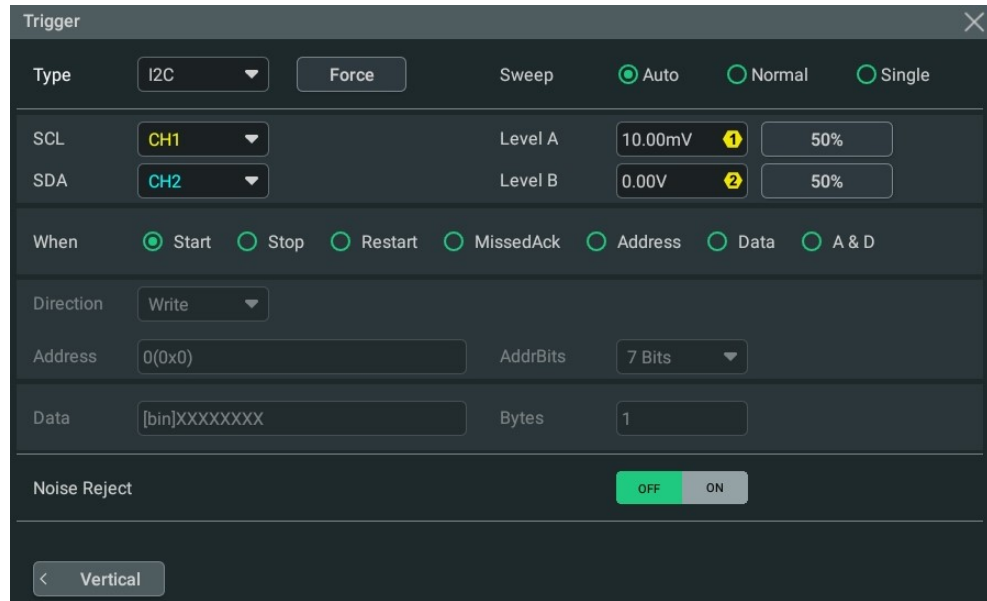 Trigger
Type I2C Force Sweep Auto Normal Single
SCL CH1 Level A 10.00mV 1 50%
SDA CH2 Level B 0.00V 2 50%
When Start Stop Restart MissedAck Address Data A & D
Direction Write
Address 0(0x0) AddrBits 7 Bits
Data [bin]XXXXXXXX Bytes 1
Noise Reject OFF ON
< Vertical